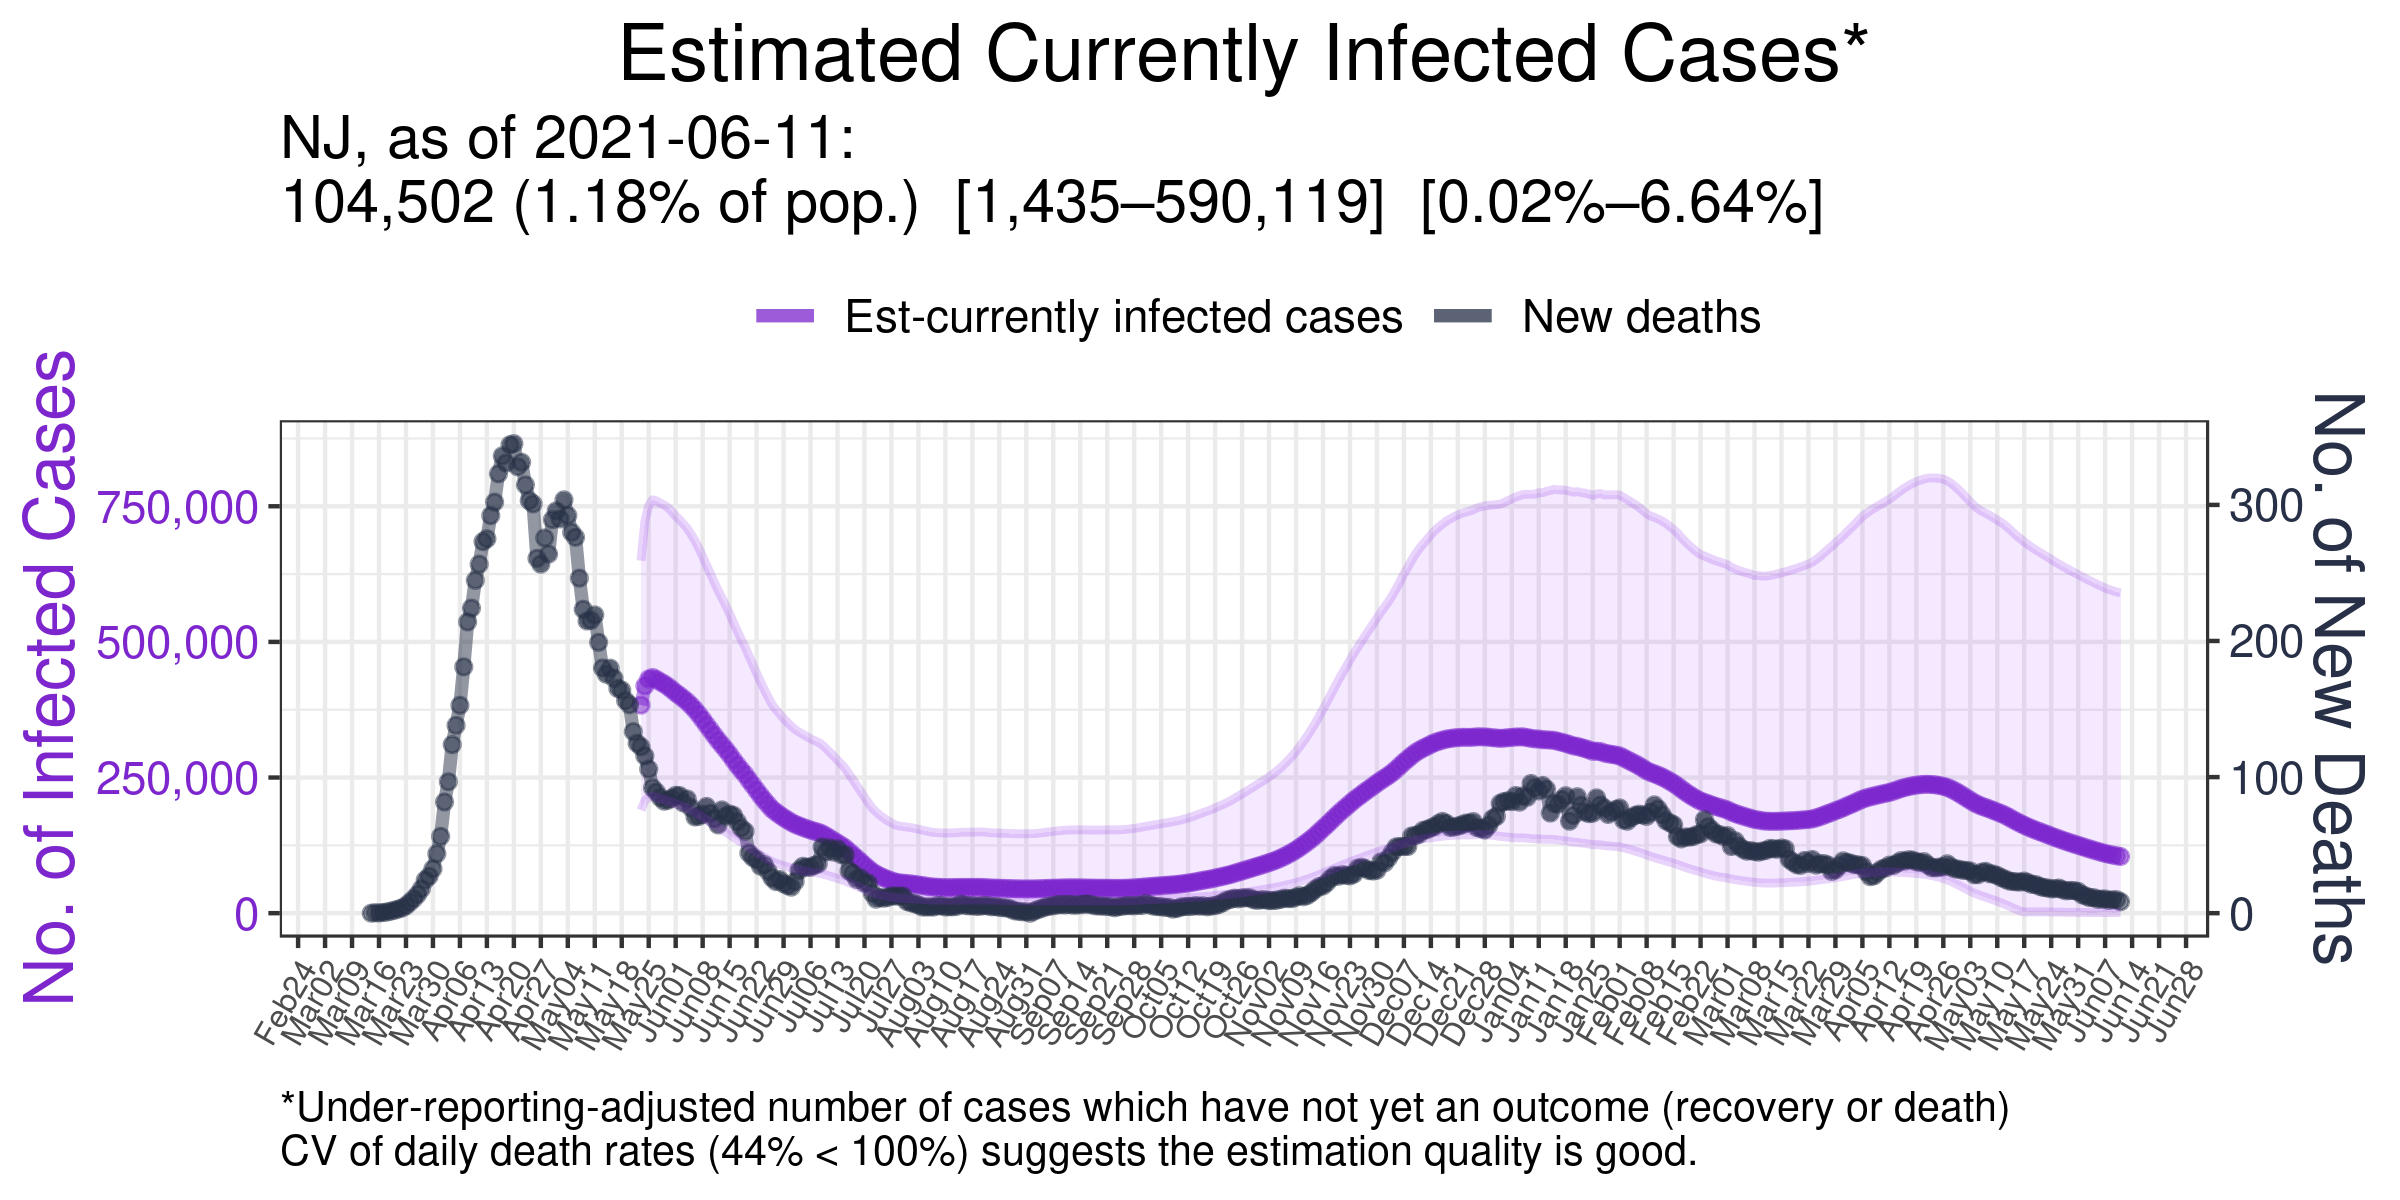 Estimated Currently Infected Cases*
NJ, as of 2021-06-11:
104,502 (1.18% of pop.) [1,435–590,119] [0.02%–6.64%]
Est-currently infected cases
New deaths
No. of Infected Cases
750,000
500,000
250,000
0
300
200
100
0
No. of New Deaths
Feb24
Mar02
Mar09
Mar16
Mar23
Mar30
Apr06
Apr13
Apr20
Apr27
May04
May11
May18
May25
Jun01
Jun08
Jun15
Jun22
Jun29
Jul06
Jul13
Jul20
Jul27
Aug03
Aug10
Aug17
Aug24
Aug31
Sep07
Sep14
Sep21
Sep28
Oct05
Oct12
Oct19
Oct26
Nov02
Nov09
Nov16
Nov23
Nov30
Dec07
Dec14
Dec21
Dec28
Jan04
Jan11
Jan18
Jan25
Feb01
Feb08
Feb15
Feb22
Mar01
Mar08
Mar15
Mar22
Mar29
Apr05
Apr12
Apr19
Apr26
May03
May10
May17
May24
May31
Jun07
Jun14
Jun21
Jun28
*Under-reporting-adjusted number of cases which have not yet an outcome (recovery or death)
CV of daily death rates (44% < 100%) suggests the estimation quality is good.